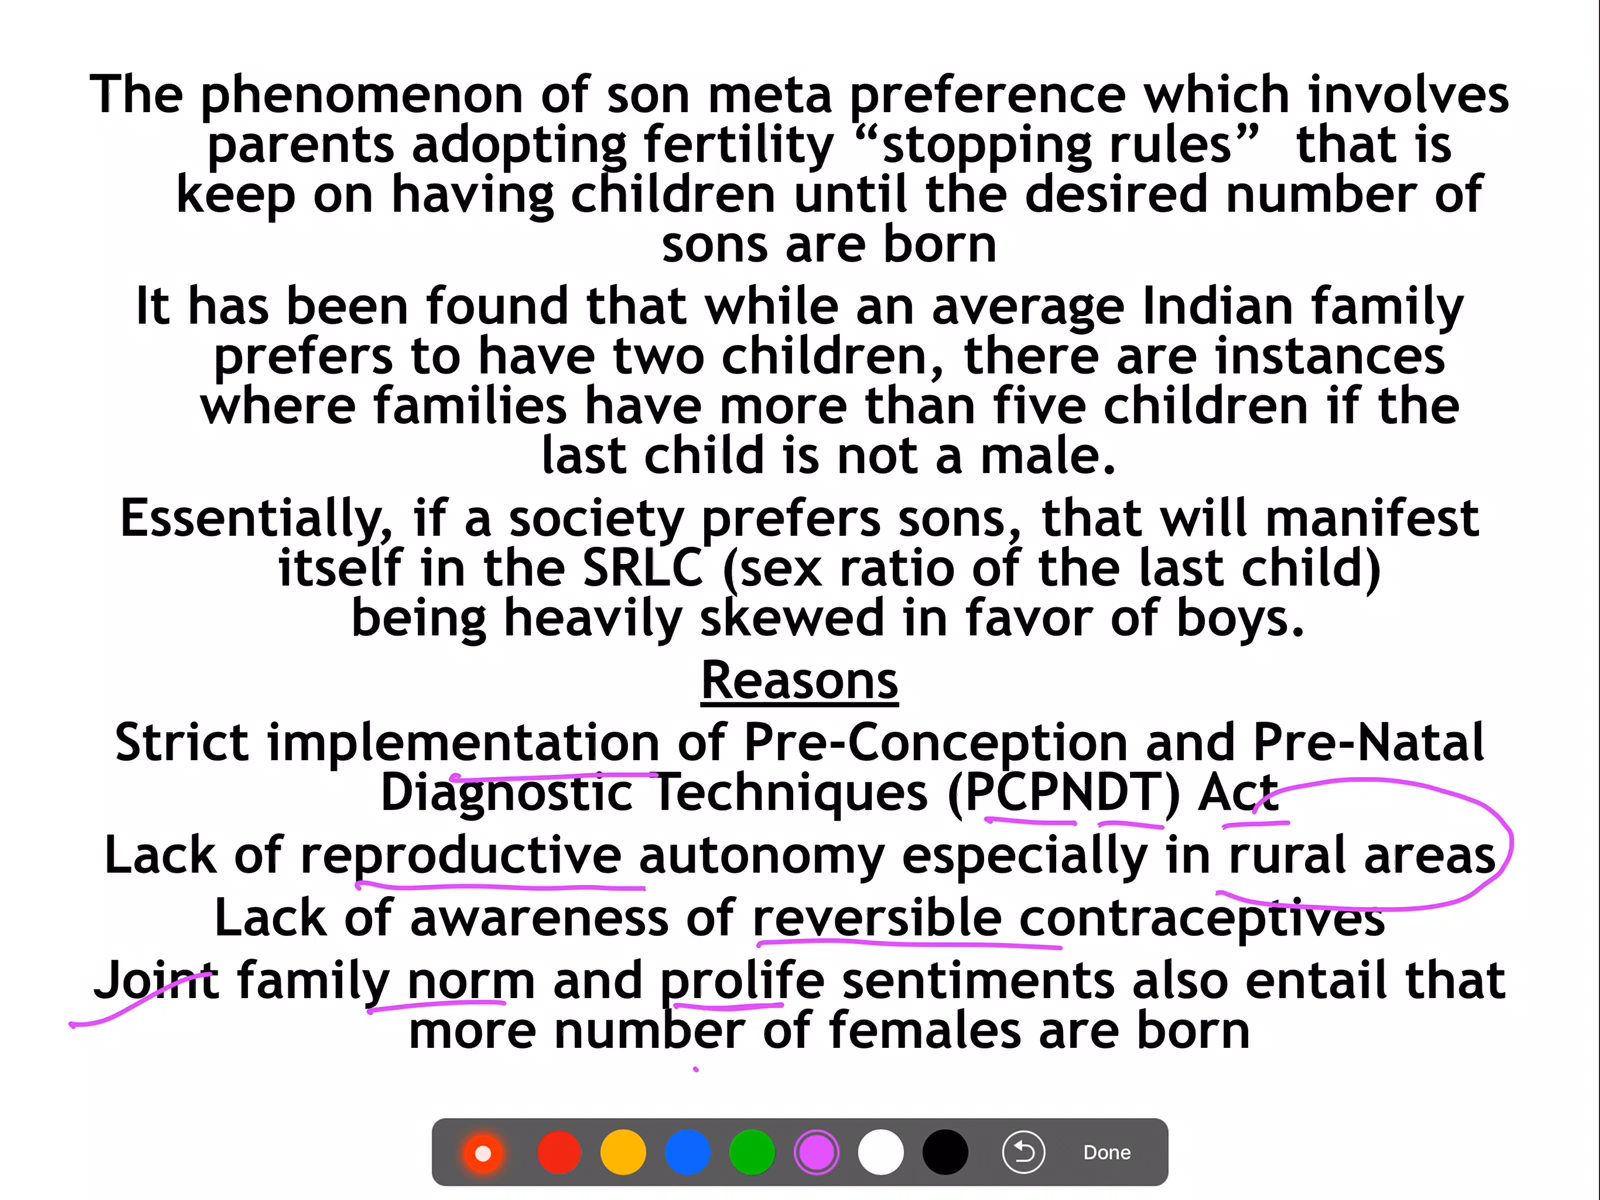 The phenomenon of son meta preference which involves
parents adopting fertility “stopping rules” that is
keep on having children until the desired number of
sons are born
It has been found that while an average Indian family
prefers to have two children, there are instances
where families have more than five children if the
last child is not a male.
Essentially, if a society prefers sons, that will manifest
itself in the SRLC (sex ratio of the last child)
being heavily skewed in favor of boys.
Reasons
Strict implementation of Pre-Conception and Pre-Natal
Diagnostic Techniques (PCPNDT) Act
Lack of reproductive autonomy especially in rural areas
Lack of awareness of reversible contraceptives
Joint family norm and prolife sentiments also entail that
more number of females are born
Done